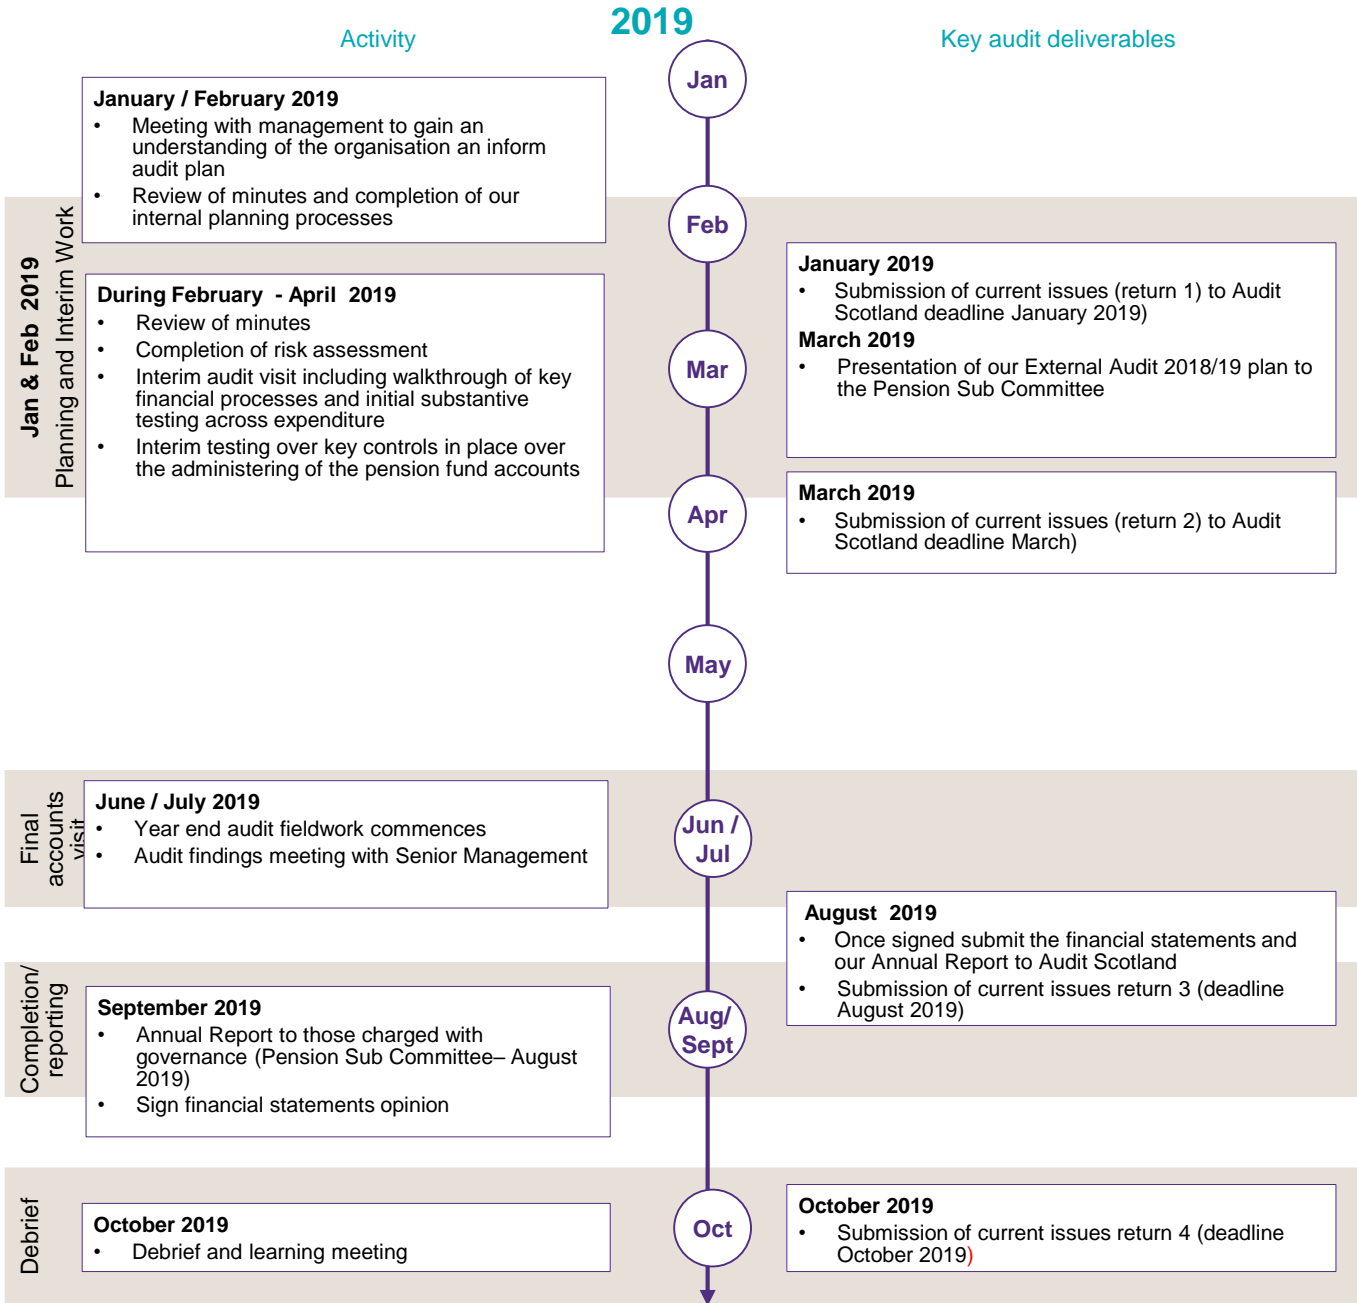 2019
Activity
Key audit deliverables
Jan
January / February 2019
• Meeting with management to gain an
understanding of the organisation an inform
audit plan
• Review of minutes and completion of our
internal planning processes
Jan & Feb 2019
Planning and Interim Work
Feb
During February - April 2019
• Review of minutes
• Completion of risk assessment
• Interim audit visit including walkthrough of key
financial processes and initial substantive
testing across expenditure
• Interim testing over key controls in place over
the administering of the pension fund accounts
January 2019
• Submission of current issues (return 1) to Audit
Scotland deadline January 2019)
March 2019
• Presentation of our External Audit 2018/19 plan to
the Pension Sub Committee
Mar
March 2019
• Submission of current issues (return 2) to Audit
Scotland deadline March)
Apr
May
Final
accounts
visit
June / July 2019
• Year end audit fieldwork commences
• Audit findings meeting with Senior Management
Jun /
Jul
August 2019
• Once signed submit the financial statements and
our Annual Report to Audit Scotland
• Submission of current issues return 3 (deadline
August 2019)
Completion/
reporting
September 2019
• Annual Report to those charged with
governance (Pension Sub Committee– August
2019)
• Sign financial statements opinion
Aug/
Sept
Debrief
October 2019
• Debrief and learning meeting
Oct
October 2019
• Submission of current issues return 4 (deadline
October 2019)